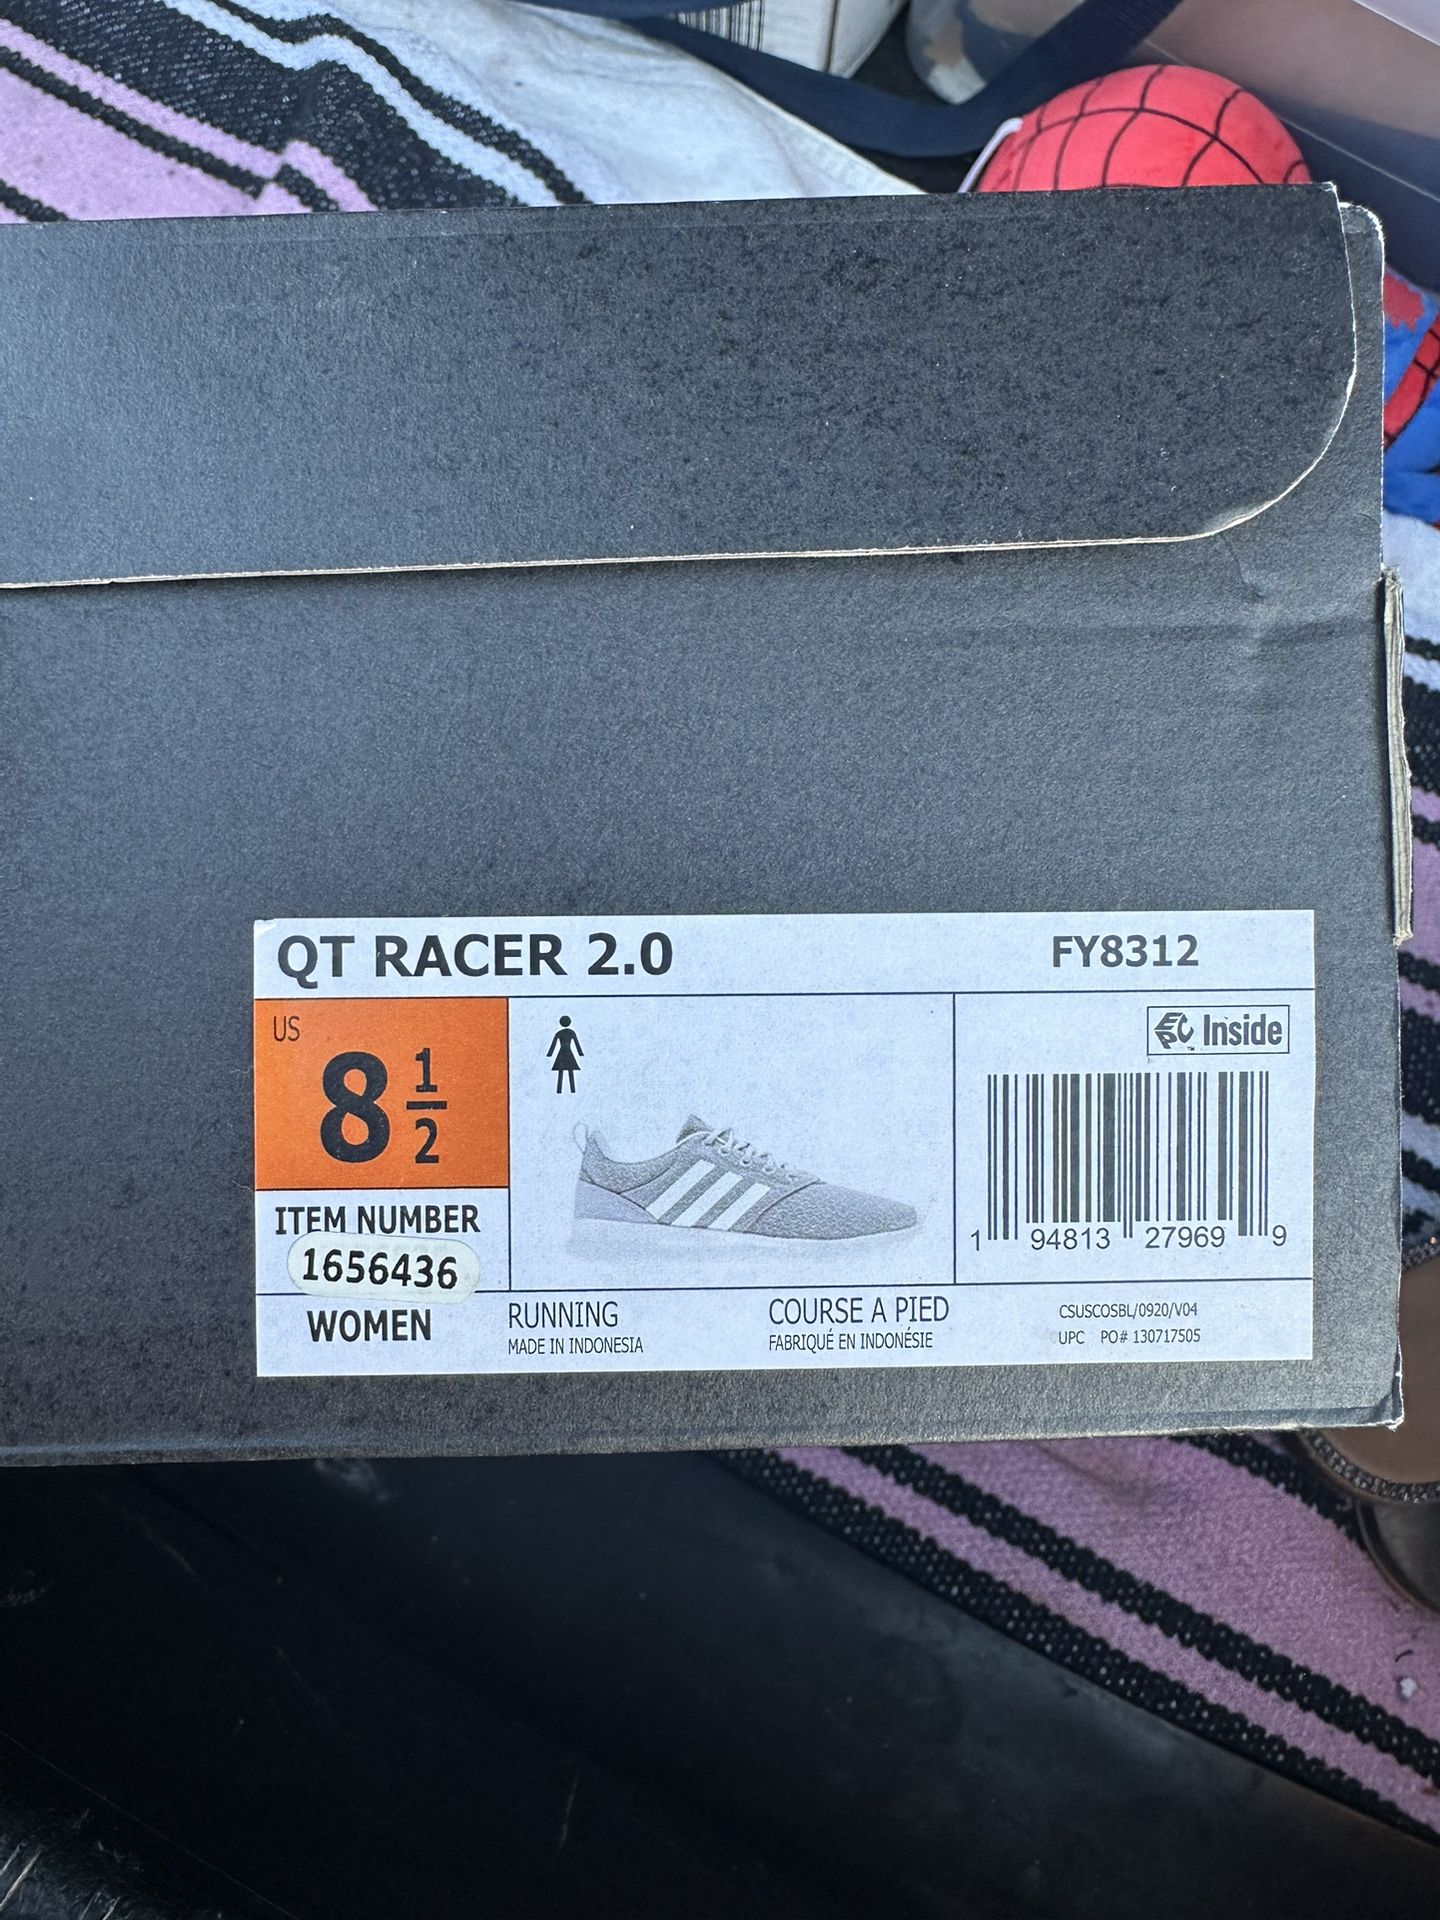 QT RACER 2.0
FY8312
US
8 1/2
EPC™ Inside
1 94813 27969 9
ITEM NUMBER
1656436
WOMEN
RUNNING
MADE IN INDONESIA
COURSE A PIED
FABRIQUÉ EN INDONÉSIE
CSUSCOSBL/0920/V04
UPC PO# 130717505